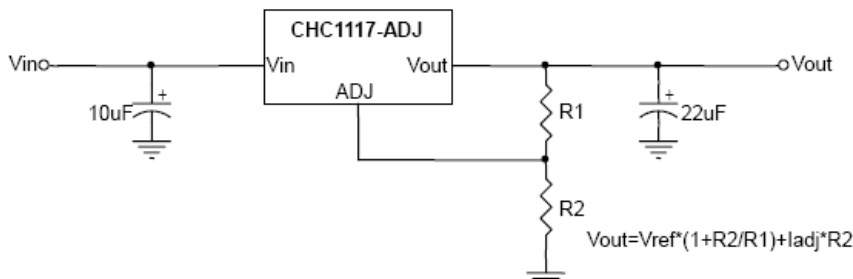 CHC1117-ADJ
Vin
Vin
Vout
Vout
ADJ
+
10uF
R1
+
22uF
R2
Vout=Vref*(1+R2/R1)+Iadj*R2